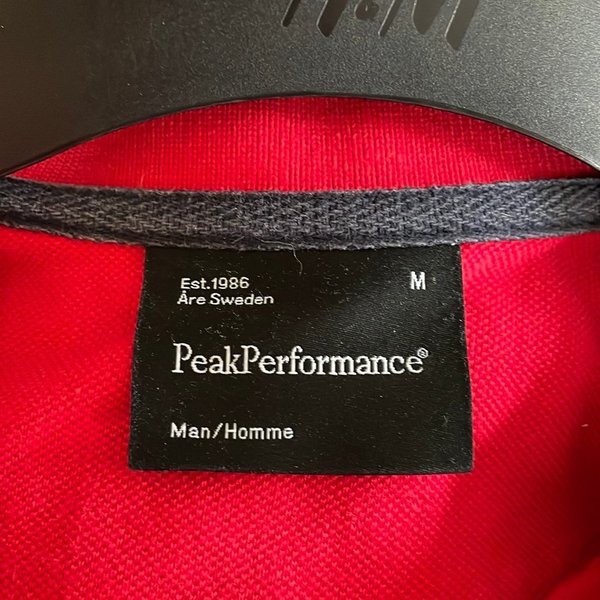 H&M
Est.1986
Åre Sweden
M
PeakPerformance®
Man/Homme